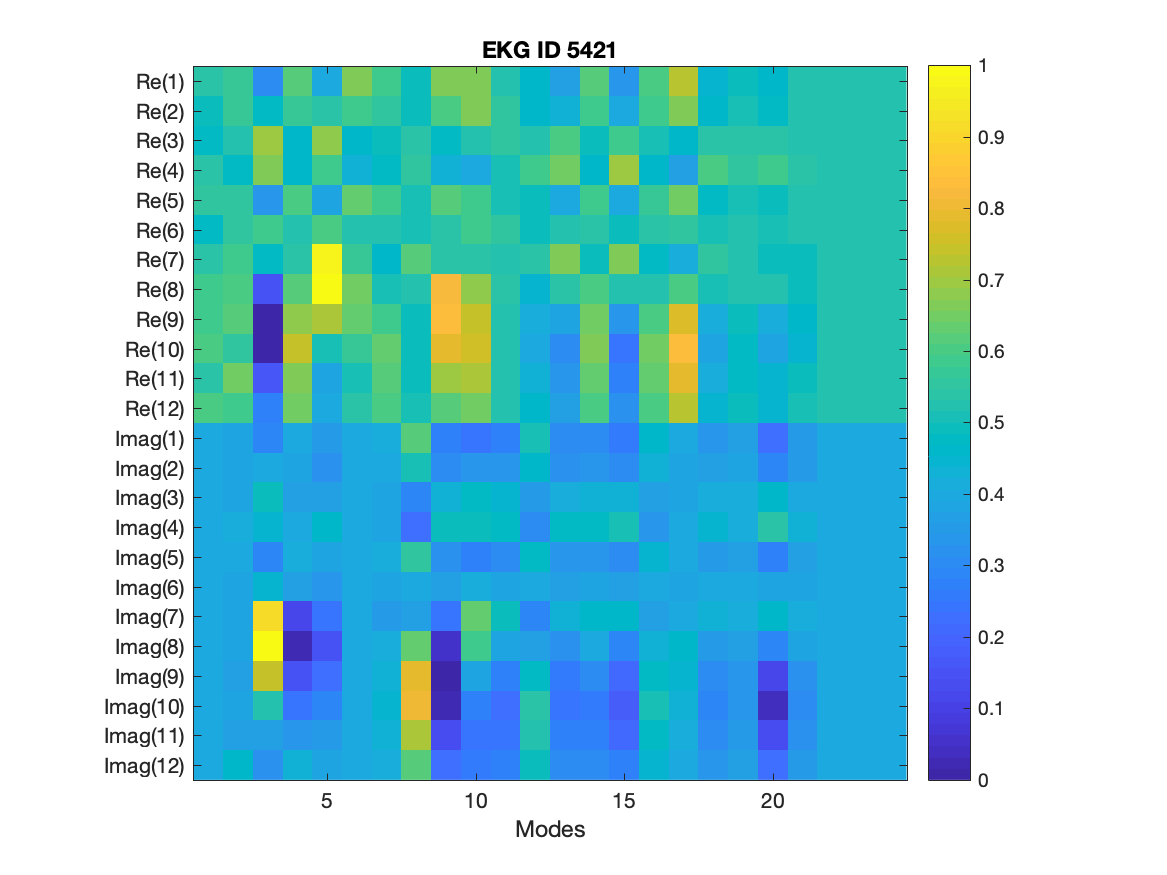 EKG ID 5421
Re(1)
Re(2)
Re(3)
Re(4)
Re(5)
Re(6)
Re(7)
Re(8)
Re(9)
Re(10)
Re(11)
Re(12)
Imag(1)
Imag(2)
Imag(3)
Imag(4)
Imag(5)
Imag(6)
Imag(7)
Imag(8)
Imag(9)
Imag(10)
Imag(11)
Imag(12)
5 10 15 20
Modes
1
0.9
0.8
0.7
0.6
0.5
0.4
0.3
0.2
0.1
0